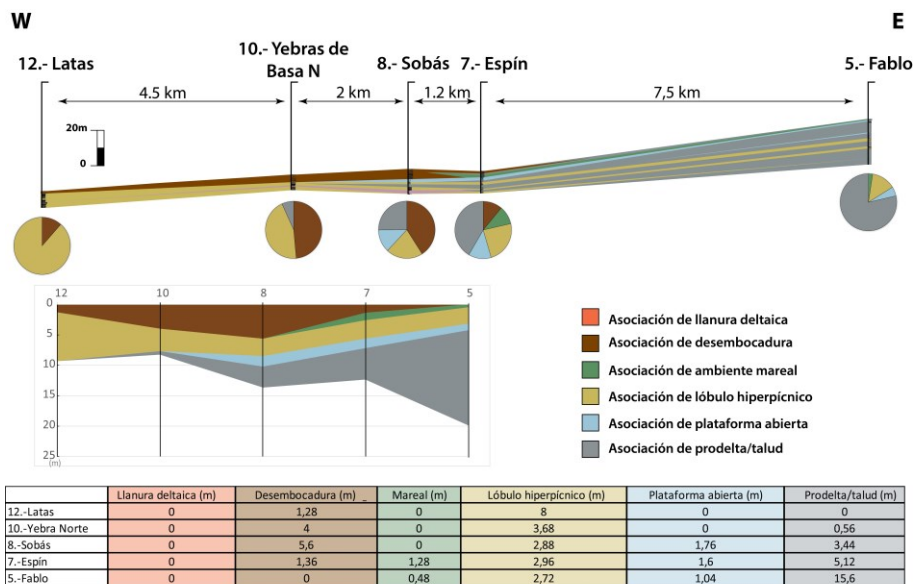 W E
12.- Latas
10.- Yebras de
Basa N
8.- Sobás
7.- Espín
5.- Fablo
4.5 km
2 km
1.2 km
7,5 km
20m
0
12 10 8 7 5
0
5
10
15
20
25
(m)
Asociación de llanura deltaica
Asociación de desembocadura
Asociación de ambiente mareal
Asociación de lóbulo hiperpícnico
Asociación de plataforma abierta
Asociación de prodelta/talud
Llanura deltaica (m) Desembocadura (m) _ Mareal (m) Lóbulo hiperpícnico (m) Plataforma abierta (m) Prodelta/talud (m)
12.-Latas 0 1,28 0 8 0 0
10.-Yebra Norte 0 4 0 3,68 0 0,56
8.-Sobás 0 5,6 0 2,88 1,76 3,44
7.-Espín 0 1,36 1,28 2,96 1,6 5,12
5.-Fablo 0 0 0,48 2,72 1,04 15,6